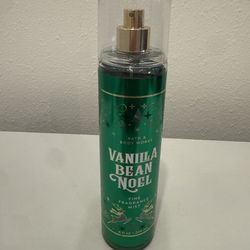 BATH & BODY WORKS
VANILLA
BEAN
NOEL
FINE
FRAGRANCE
MIST